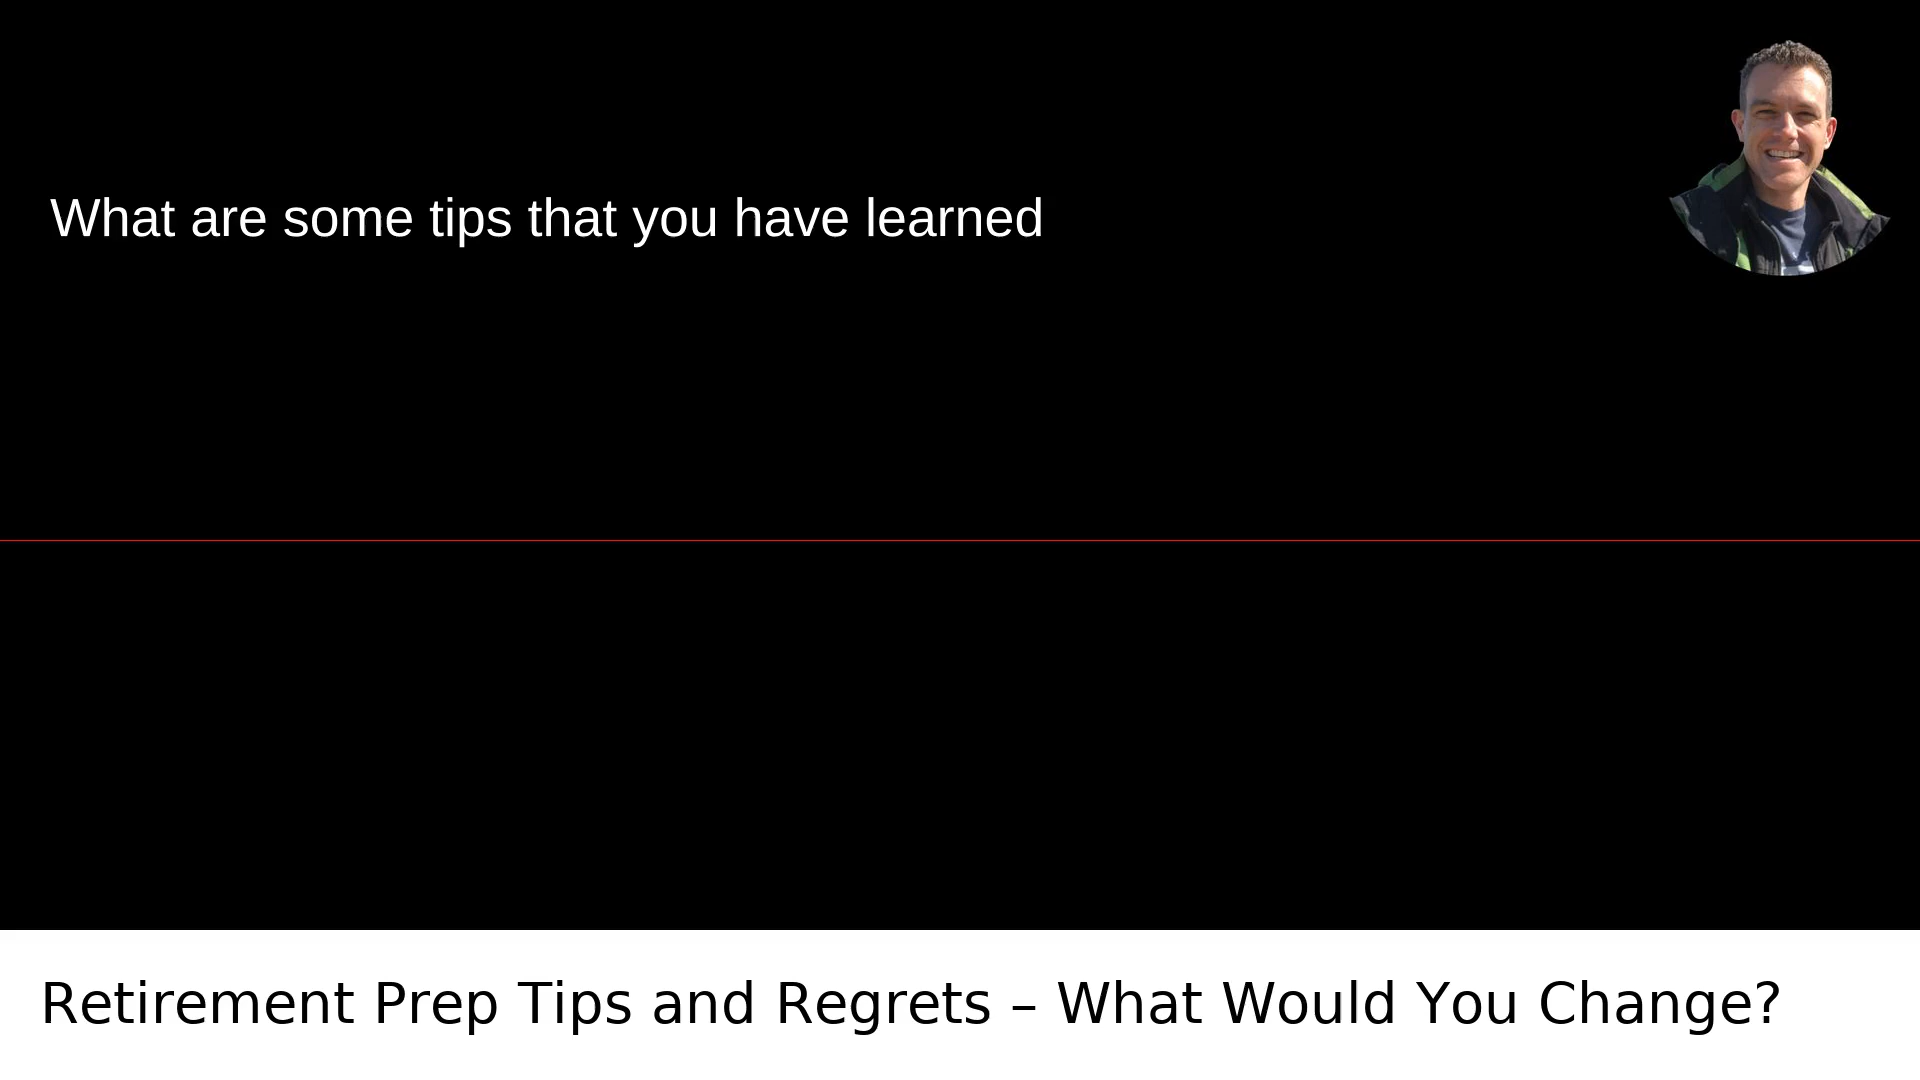 What are some tips that you have learned
Retirement Prep Tips and Regrets – What Would You Change?